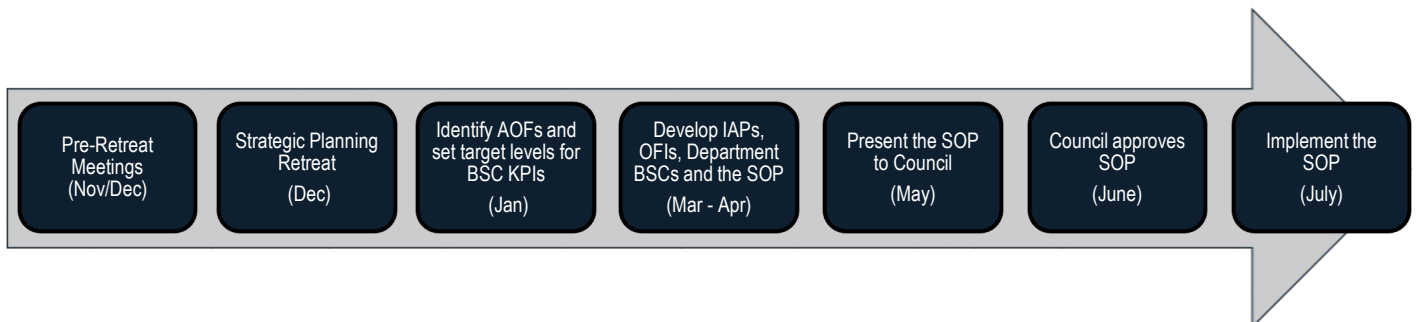 Pre-Retreat
Meetings
(Nov/Dec)
Strategic Planning
Retreat
(Dec)
Identify AOFs and
set target levels for
BSC KPIs
(Jan)
Develop IAPs,
OFIs, Department
BSCs and the SOP
(Mar - Apr)
Present the SOP
to Council
(May)
Council approves
SOP
(June)
Implement the
SOP
(July)